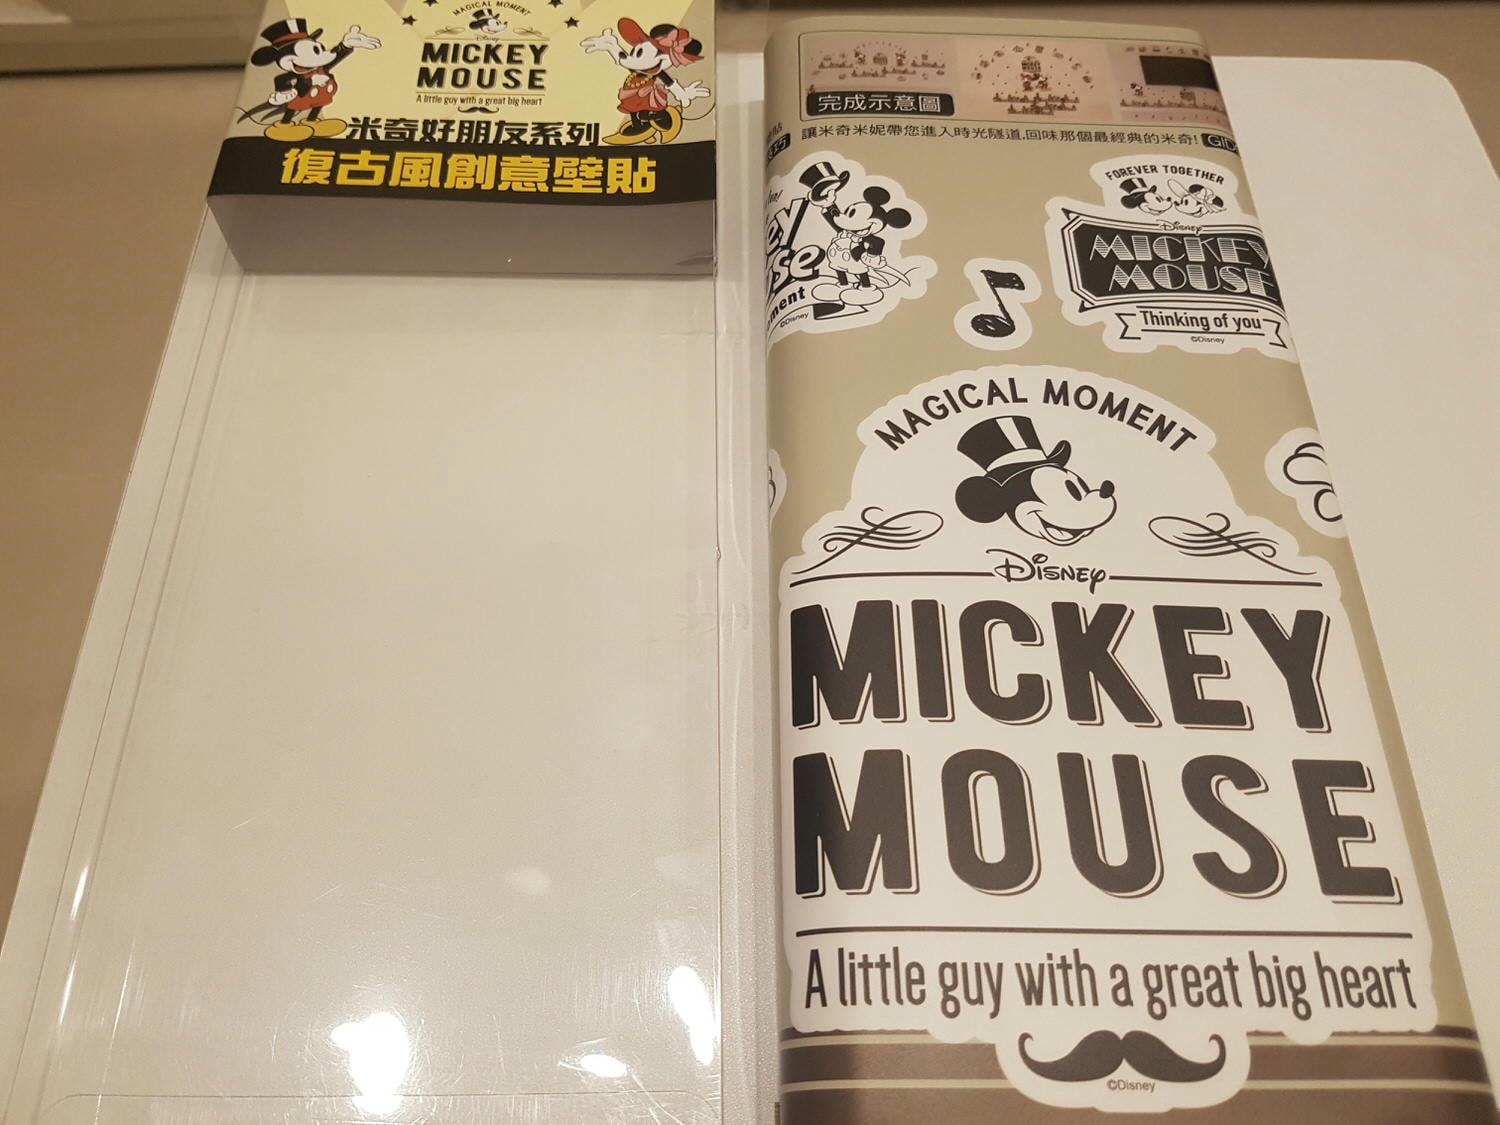 MAGICAL MOMENT
Disney
MICKEY
MOUSE
A little guy with a great big heart
米奇好朋友系列
復古風創意壁貼
完成示意圖
讓米奇米妮帶您進入時光隧道,回味那個最經典的米奇!
©Disney
FOREVER TOGETHER
Disney
MICKEY
MOUSE
Thinking of you
©Disney
MAGICAL MOMENT
Disney
MICKEY
MOUSE
A little guy with a great big heart
©Disney